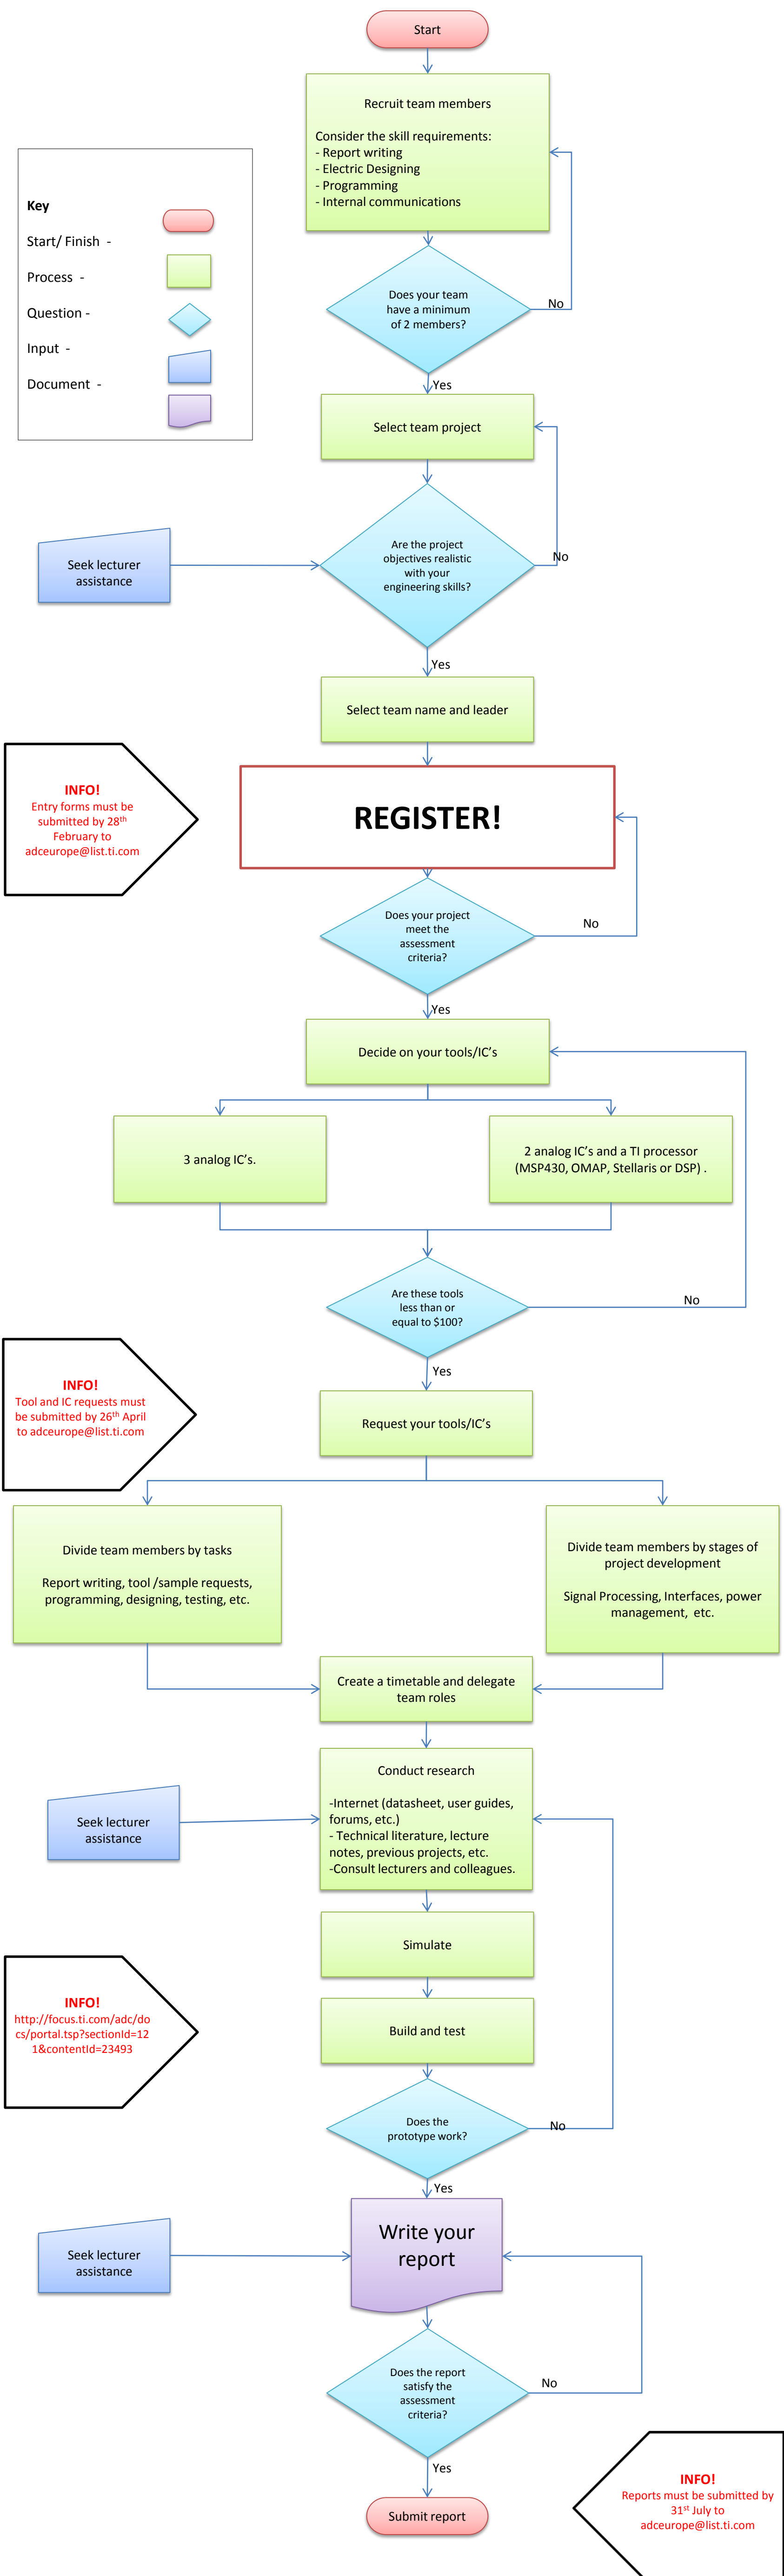 Start
Recruit team members
Consider the skill requirements:
- Report writing
- Electric Designing
- Programming
- Internal communications
Key
Start/ Finish -
Process -
Question -
Input -
Document -
Does your team
have a minimum
of 2 members?
No
Yes
Select team project
Are the project
objectives realistic
with your
engineering skills?
No
Seek lecturer
assistance
Yes
Select team name and leader
INFO!
Entry forms must be
submitted by 28th
February to
adceurope@list.ti.com
REGISTER!
Does your project
meet the
assessment
criteria?
No
Yes
Decide on your tools/IC's
3 analog IC's.
2 analog IC's and a TI processor
(MSP430, OMAP, Stellaris or DSP) .
Are these tools
less than or
equal to $100?
No
Yes
INFO!
Tool and IC requests must
be submitted by 26th April
to adceurope@list.ti.com
Request your tools/IC's
Divide team members by tasks
Report writing, tool /sample requests,
programming, designing, testing, etc.
Divide team members by stages of
project development
Signal Processing, Interfaces, power
management, etc.
Create a timetable and delegate
team roles
Conduct research
-Internet (datasheet, user guides,
forums, etc.)
- Technical literature, lecture
notes, previous projects, etc.
-Consult lecturers and colleagues.
Seek lecturer
assistance
Simulate
INFO!
http://focus.ti.com/adc/do
cs/portal.tsp?sectionId=12
1&contentId=23493
Build and test
Does the
prototype work?
No
Yes
Write your
report
Seek lecturer
assistance
Does the report
satisfy the
assessment
criteria?
No
Yes
INFO!
Reports must be submitted by
31st July to
adceurope@list.ti.com
Submit report